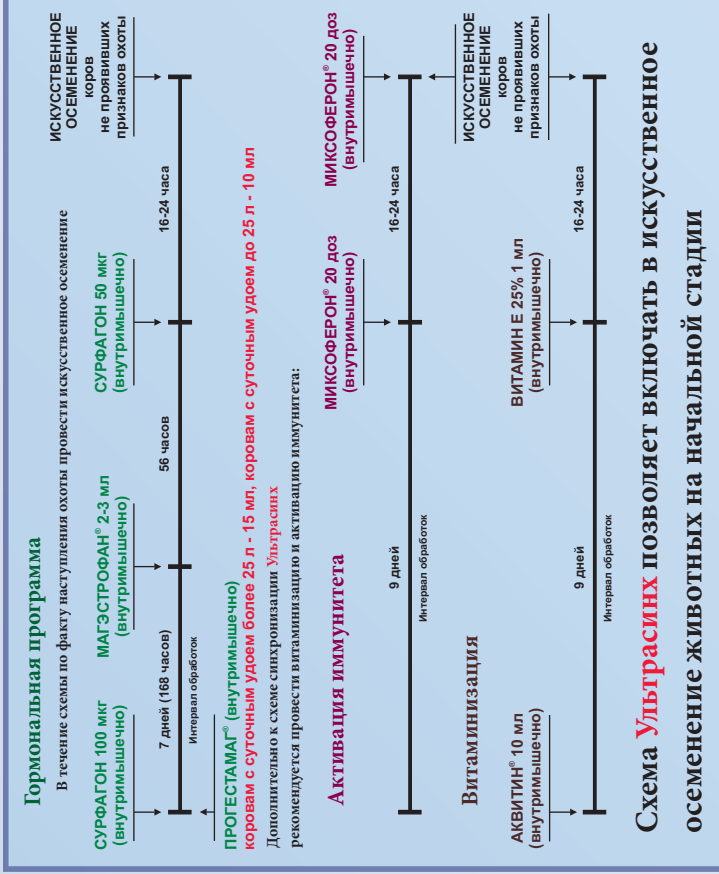 Гормональная программа
В течение схемы по факту наступления охоты провести искусственное осеменение
СУРФАГОН 100 мкг
(внутримышечно)
МАГЭСТРОФАН® 2-3 мл
(внутримышечно)
СУРФАГОН 50 мкг
(внутримышечно)
ИСКУССТВЕННОЕ
ОСЕМЕНЕНИЕ
коров
не проявивших
признаков охоты
7 дней (168 часов)
56 часов
16-24 часа
Интервал обработок
ПРОГЕСТАМАГ® (внутримышечно)
коровам с суточным удоем более 25 л - 15 мл, коровам с суточным удоем до 25 л - 10 мл
Дополнительно к схеме синхронизации Ультрасинх
рекомендуется провести витаминизацию и активацию иммунитета:
Активация иммунитета
МИКСОФЕРОН® 20 доз
(внутримышечно)
МИКСОФЕРОН® 20 доз
(внутримышечно)
9 дней
16-24 часа
Интервал обработок
Витаминизация
АКВИТИН® 10 мл
(внутримышечно)
ВИТАМИН Е 25% 1 мл
(внутримышечно)
ИСКУССТВЕННОЕ
ОСЕМЕНЕНИЕ
коров
не проявивших
признаков охоты
9 дней
16-24 часа
Интервал обработок
Схема Ультрасинх позволяет включать в искусственное
осеменение животных на начальной стадии